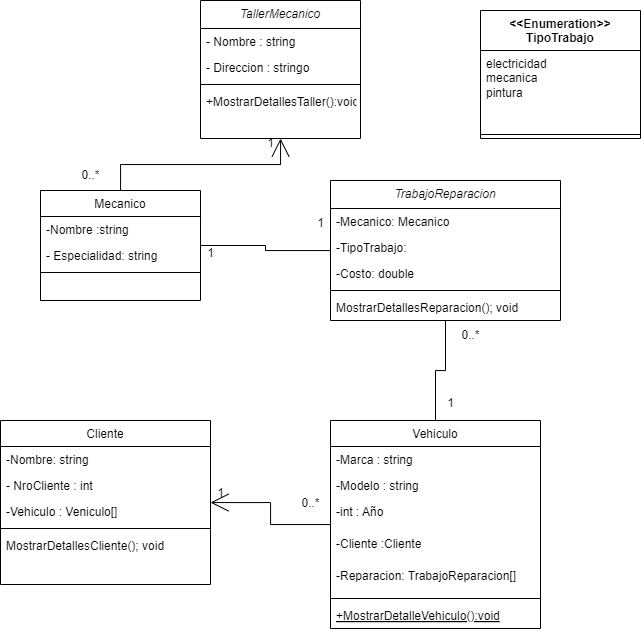 TallerMecanico
- Nombre : string
- Direccion : stringo
+MostrarDetallesTaller():voic
<<Enumeration>>
TipoTrabajo
electricidad
mecanica
pintura
1
0..*
Mecanico
-Nombre :string
- Especialidad: string
1
1
TrabajoReparacion
-Mecanico: Mecanico
-TipoTrabajo:
-Costo: double
MostrarDetallesReparacion(); void
0..*
1
Cliente
-Nombre: string
- NroCliente : int
-Vehiculo : Veniculo[]
MostrarDetallesCliente(); void
1
0..*
Vehiculo
-Marca : string
-Modelo : string
-int : Año
-Cliente :Cliente
-Reparacion: TrabajoReparacion[]
+MostrarDetalleVehiculo():void